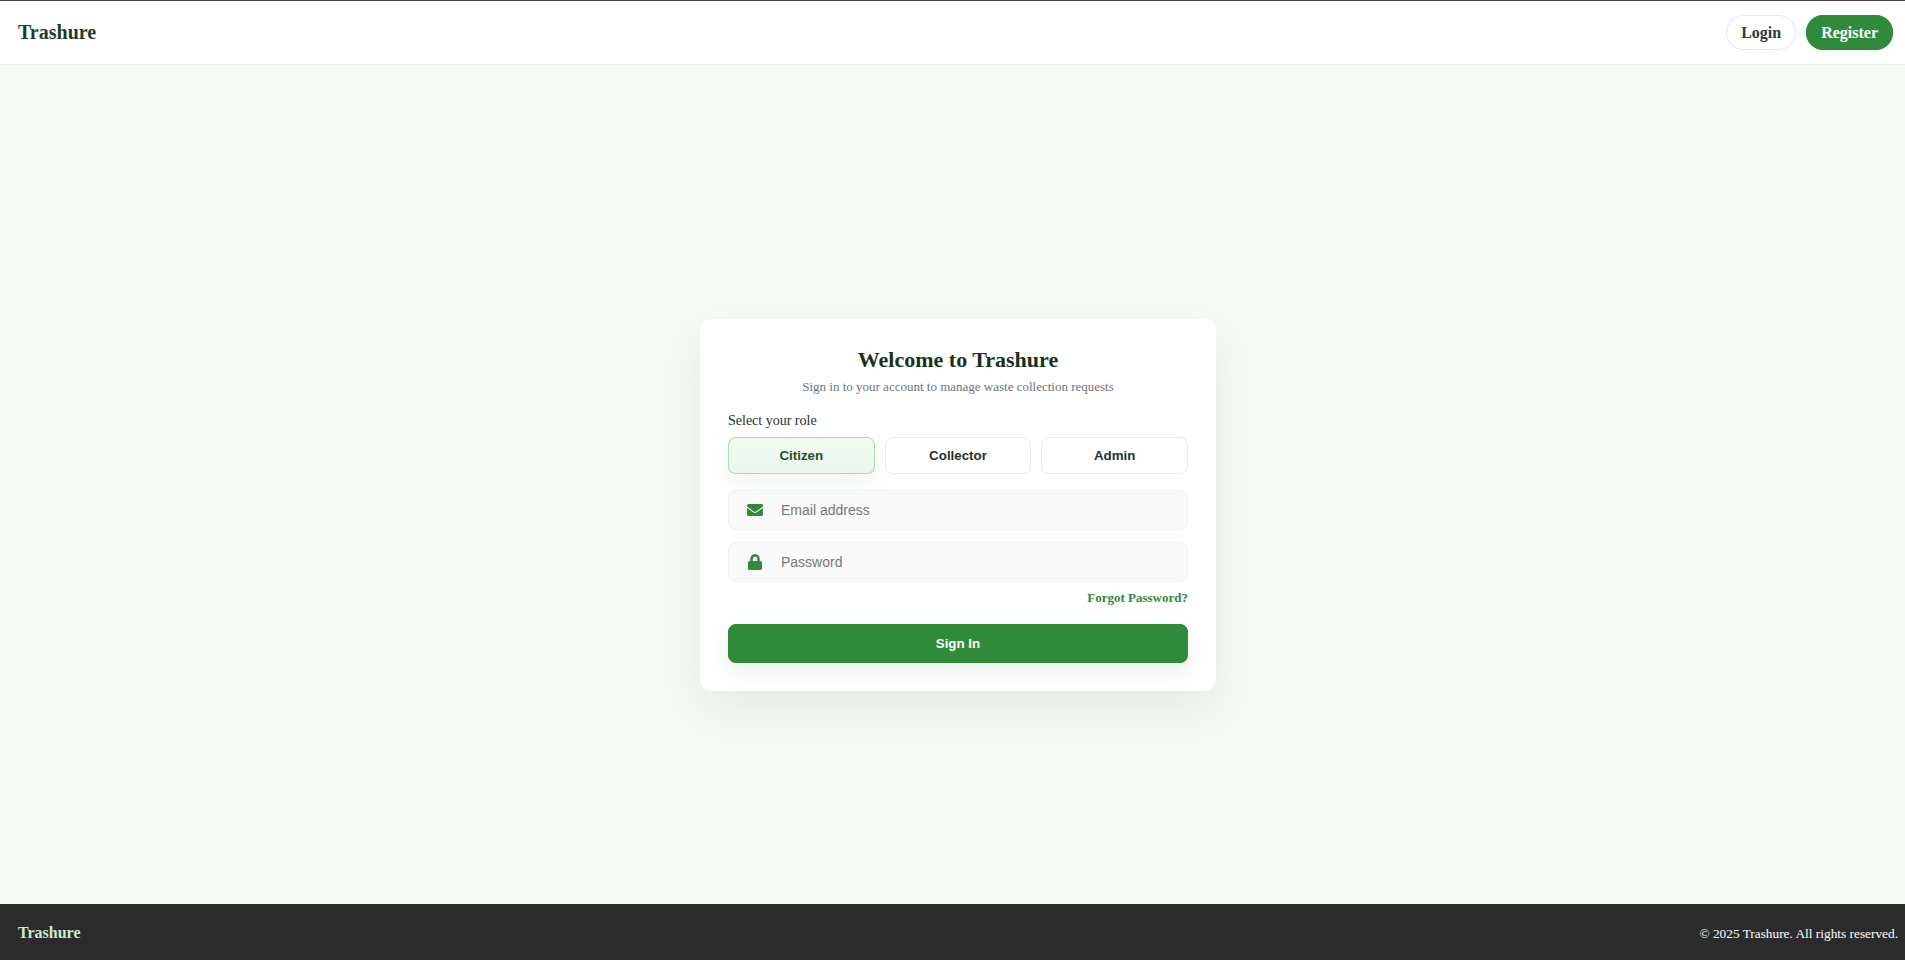 Trashure
Login
Register
Welcome to Trashure
Sign in to your account to manage waste collection requests
Select your role
Citizen
Collector
Admin
Email address
Password
Forgot Password?
Sign In
Trashure
© 2025 Trashure. All rights reserved.